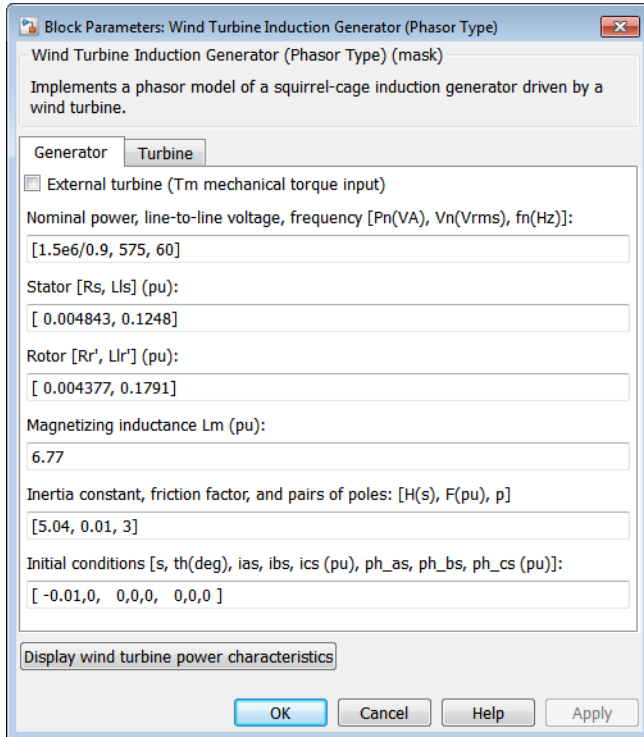 Block Parameters: Wind Turbine Induction Generator (Phasor Type)
Wind Turbine Induction Generator (Phasor Type) (mask)
Implements a phasor model of a squirrel-cage induction generator driven by a
wind turbine.
Generator Turbine
External turbine (Tm mechanical torque input)
Nominal power, line-to-line voltage, frequency [Pn(VA), Vn(Vrms), fn(Hz)]:
[1.5e6/0.9, 575, 60]
Stator [Rs, Lls] (pu):
[ 0.004843, 0.1248]
Rotor [Rr', Llr'] (pu):
[ 0.004377, 0.1791]
Magnetizing inductance Lm (pu):
6.77
Inertia constant, friction factor, and pairs of poles: [H(s), F(pu), p]
[5.04, 0.01, 3]
Initial conditions [s, th(deg), ias, ibs, ics (pu), ph_as, ph_bs, ph_cs (pu)]:
[ -0.01,0,   0,0,0,   0,0,0 ]
Display wind turbine power characteristics
OK Cancel Help Apply